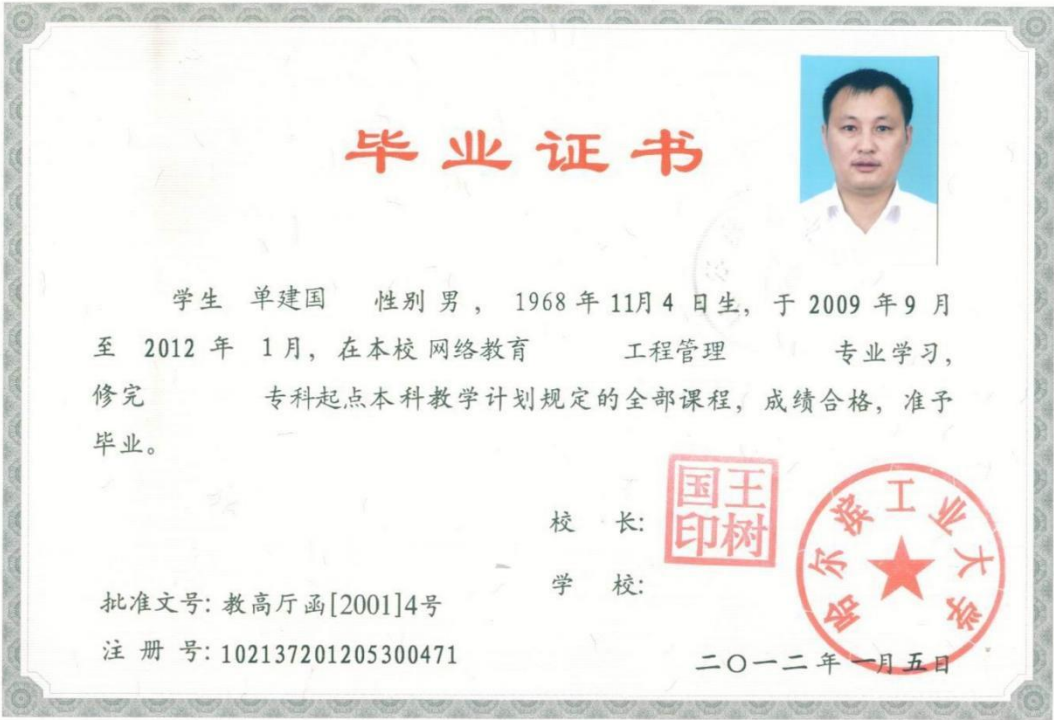 毕业证书
学生 单建国 性别 男 ， 1968 年 11月 4 日生，于 2009 年 9 月
至 2012 年 1 月，在本校 网络教育 工程管理 专业学习，
修完 专科起点本科教学计划规定的全部课程，成绩合格，准予
毕业。
校 长:
王树国印
学 校:
哈尔滨工业大学
批准文号: 教高厅函[2001]4号
注 册 号: 102137201205300471
二○一二 年 一月 五日